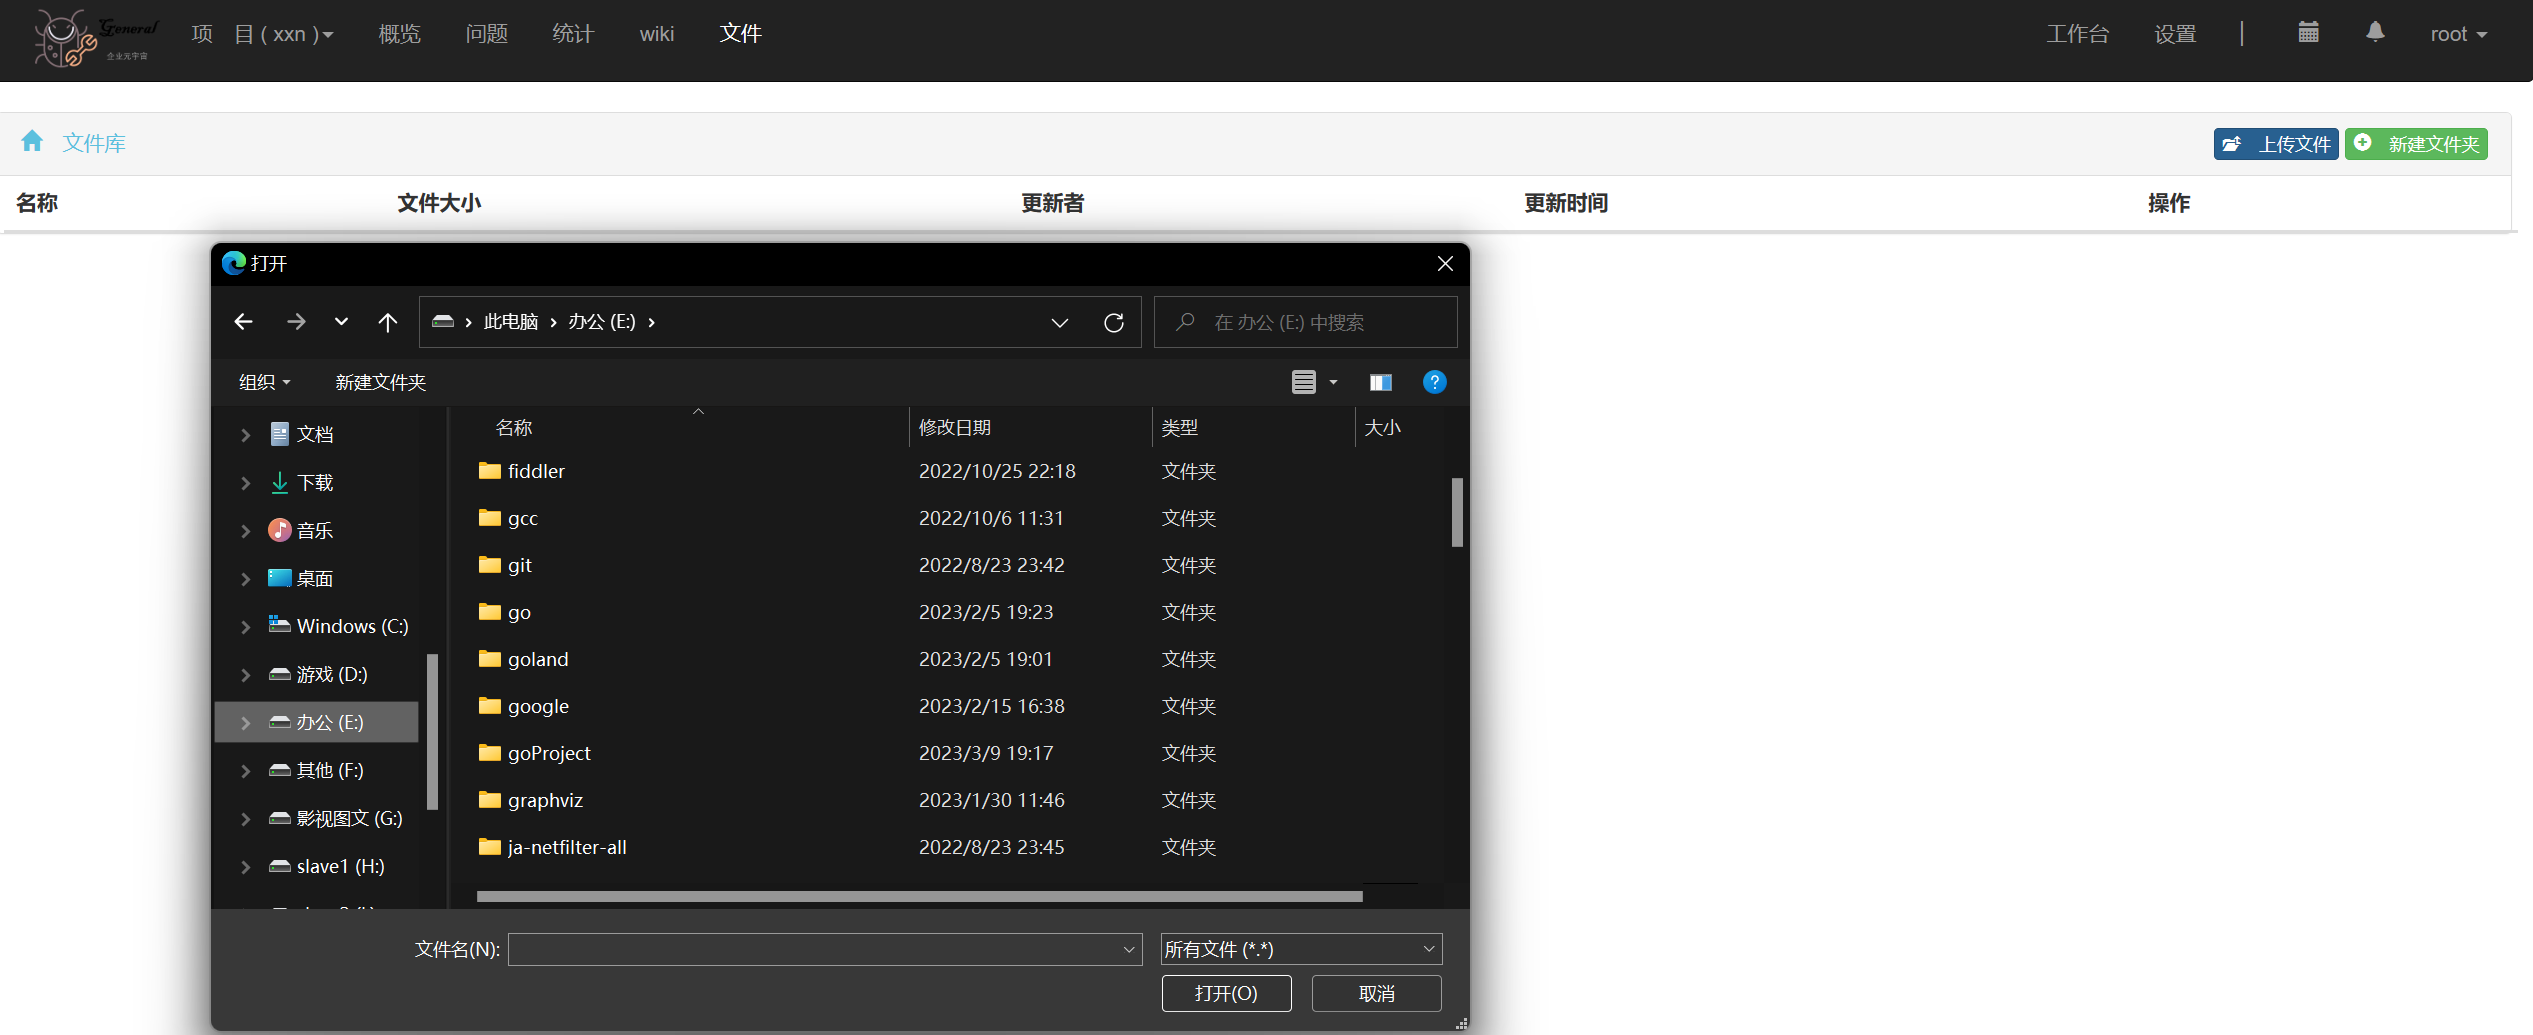 General
企业元宇宙
项 目 ( xxn ) 概览 问题 统计 wiki 文件 工作台 设置 | root
文件库 上传文件 新建文件夹
名称 文件大小 更新者 更新时间 操作
打开
此电脑 › 办公 (E:) › 在 办公 (E:) 中搜索
组织 新建文件夹
文档
下载
音乐
桌面
Windows (C:)
游戏 (D:)
办公 (E:)
其他 (F:)
影视图文 (G:)
slave1 (H:)
名称 修改日期 类型 大小
fiddler 2022/10/25 22:18 文件夹
gcc 2022/10/6 11:31 文件夹
git 2022/8/23 23:42 文件夹
go 2023/2/5 19:23 文件夹
goland 2023/2/5 19:01 文件夹
google 2023/2/15 16:38 文件夹
goProject 2023/3/9 19:17 文件夹
graphviz 2023/1/30 11:46 文件夹
ja-netfilter-all 2022/8/23 23:45 文件夹
文件名(N): 所有文件 (*.*)
打开(O) 取消